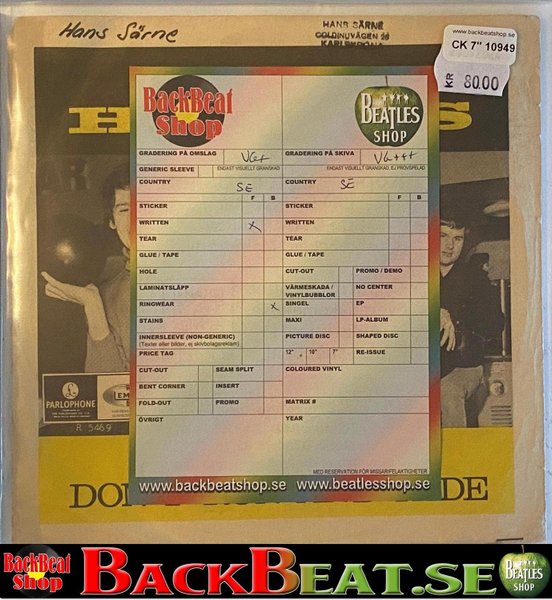 Hans Särne
HANS SÄRNE
www.backbeatshop.se
CK 7" 10949
KR 80.00
H S
BackBeat Shop
BEATLES SHOP
GRADERING PÅ OMSLAG VG+ GRADERING PÅ SKIVA VG+++
GENERIC SLEEVE ENDAST VISUELLT GRANSKAD ENDAST VISUELLT GRANSKAD, EJ PROVSPELAD
COUNTRY SE COUNTRY SE
F B F B
STICKER STICKER
WRITTEN X WRITTEN
TEAR TEAR
GLUE / TAPE GLUE / TAPE
HOLE CUT-OUT PROMO / DEMO
LAMINATSLÄPP VÄRMESKADA / VINYLBUBBLOR NO CENTER
RINGWEAR X SINGEL EP
STAINS MAXI LP-ALBUM
INNERSLEEVE (NON-GENERIC) PICTURE DISC SHAPED DISC
(Texter eller bilder, ej skivbolagsreklam)
PRICE TAG 12" 10" 7" RE-ISSUE
CUT-OUT SEAM SPLIT COLOURED VINYL
BENT CORNER INSERT
FOLD-OUT PROMO MATRIX #
ÖVRIGT YEAR
MED RESERVATION FÖR MISSAR/FELAKTIGHETER
www.backbeatshop.se www.beatlesshop.se
PARLOPHONE
R 5469
DON DE
BackBeat Shop BACKBEAT.SE BEATLES SHOP